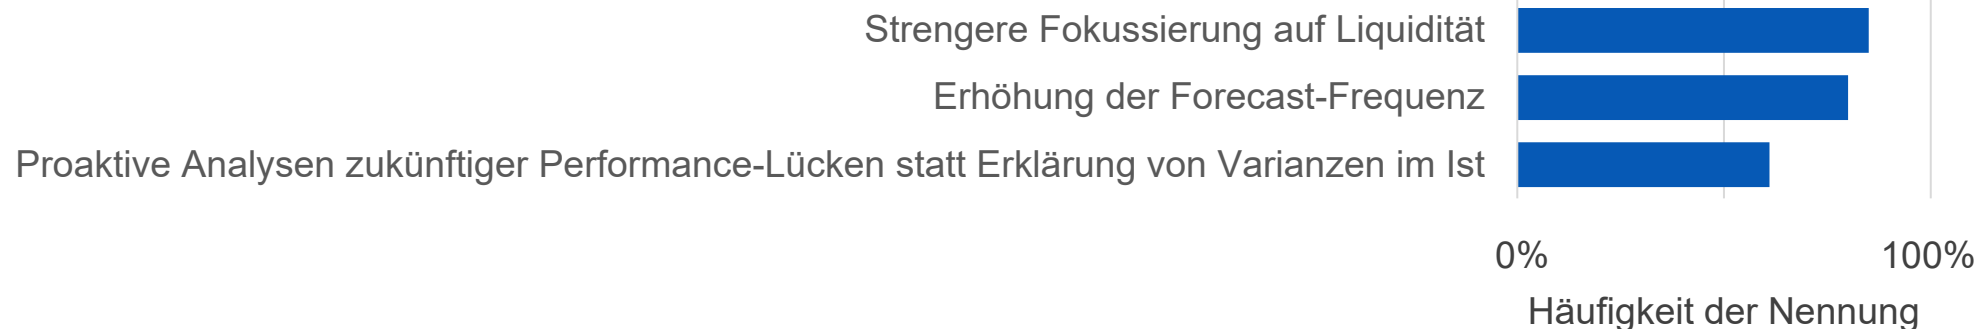 Strengere Fokussierung auf Liquidität
Erhöhung der Forecast-Frequenz
Proaktive Analysen zukünftiger Performance-Lücken statt Erklärung von Varianzen im Ist
0% 100%
Häufigkeit der Nennung